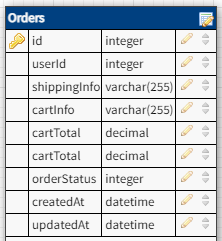 Orders
id integer
userId integer
shippingInfo varchar(255)
cartInfo varchar(255)
cartTotal decimal
cartTotal decimal
orderStatus integer
createdAt datetime
updatedAt datetime